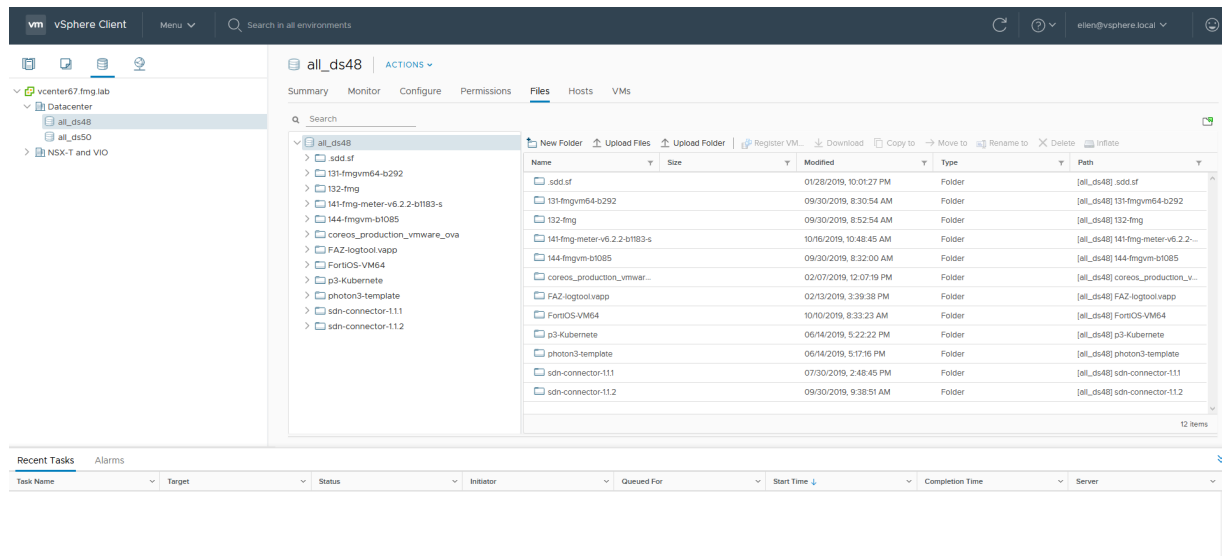 vm vSphere Client Menu Search in all environments ellen@vsphere.local
vcenter67.fmg.lab
Datacenter
all_ds48
all_ds50
NSX-T and VIO
all_ds48 ACTIONS
Summary Monitor Configure Permissions Files Hosts VMs
Search
all_ds48
.sdd.sf
131-fmgvm64-b292
132-fmg
141-fmg-meter-v6.2.2-b1183-s
144-fmgvm-b1085
coreos_production_vmware_ova
FAZ-logtool.vapp
FortiOS-VM64
p3-Kubernete
photon3-template
sdn-connector-1.1.1
sdn-connector-1.1.2
New Folder Upload Files Upload Folder Register VM... Download Copy to Move to Rename to Delete Inflate
Name Size Modified Type Path
.sdd.sf 01/28/2019, 10:01:27 PM Folder [all_ds48] .sdd.sf
131-fmgvm64-b292 09/30/2019, 8:30:54 AM Folder [all_ds48] 131-fmgvm64-b292
132-fmg 09/30/2019, 8:52:54 AM Folder [all_ds48] 132-fmg
141-fmg-meter-v6.2.2-b1183-s 10/16/2019, 10:48:45 AM Folder [all_ds48] 141-fmg-meter-v6.2.2-...
144-fmgvm-b1085 09/30/2019, 8:32:00 AM Folder [all_ds48] 144-fmgvm-b1085
coreos_production_vmwar... 02/07/2019, 12:07:19 PM Folder [all_ds48] coreos_production_v...
FAZ-logtool.vapp 02/13/2019, 3:39:38 PM Folder [all_ds48] FAZ-logtool.vapp
FortiOS-VM64 10/10/2019, 8:33:23 AM Folder [all_ds48] FortiOS-VM64
p3-Kubernete 06/14/2019, 5:22:22 PM Folder [all_ds48] p3-Kubernete
photon3-template 06/14/2019, 5:17:16 PM Folder [all_ds48] photon3-template
sdn-connector-1.1.1 07/30/2019, 2:48:45 PM Folder [all_ds48] sdn-connector-1.1.1
sdn-connector-1.1.2 09/30/2019, 9:38:51 AM Folder [all_ds48] sdn-connector-1.1.2
12 items
Recent Tasks Alarms
Task Name Target Status Initiator Queued For Start Time Completion Time Server